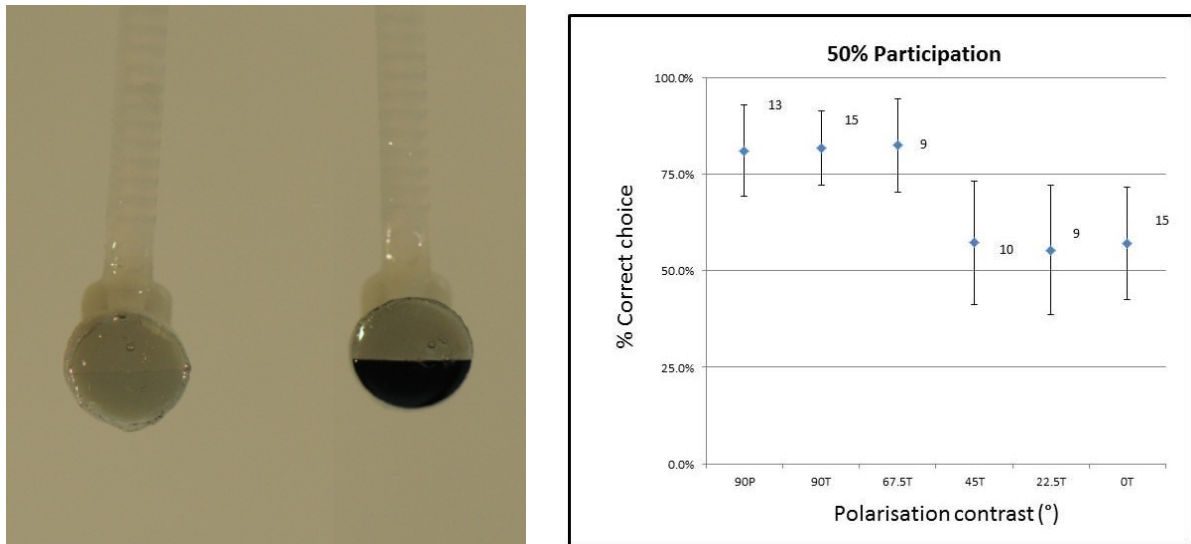 50% Participation
100.0%
75.0%
50.0%
25.0%
0.0%
% Correct choice
13
15
9
10
9
15
90P
90T
67.5T
45T
22.5T
0T
Polarisation contrast (°)